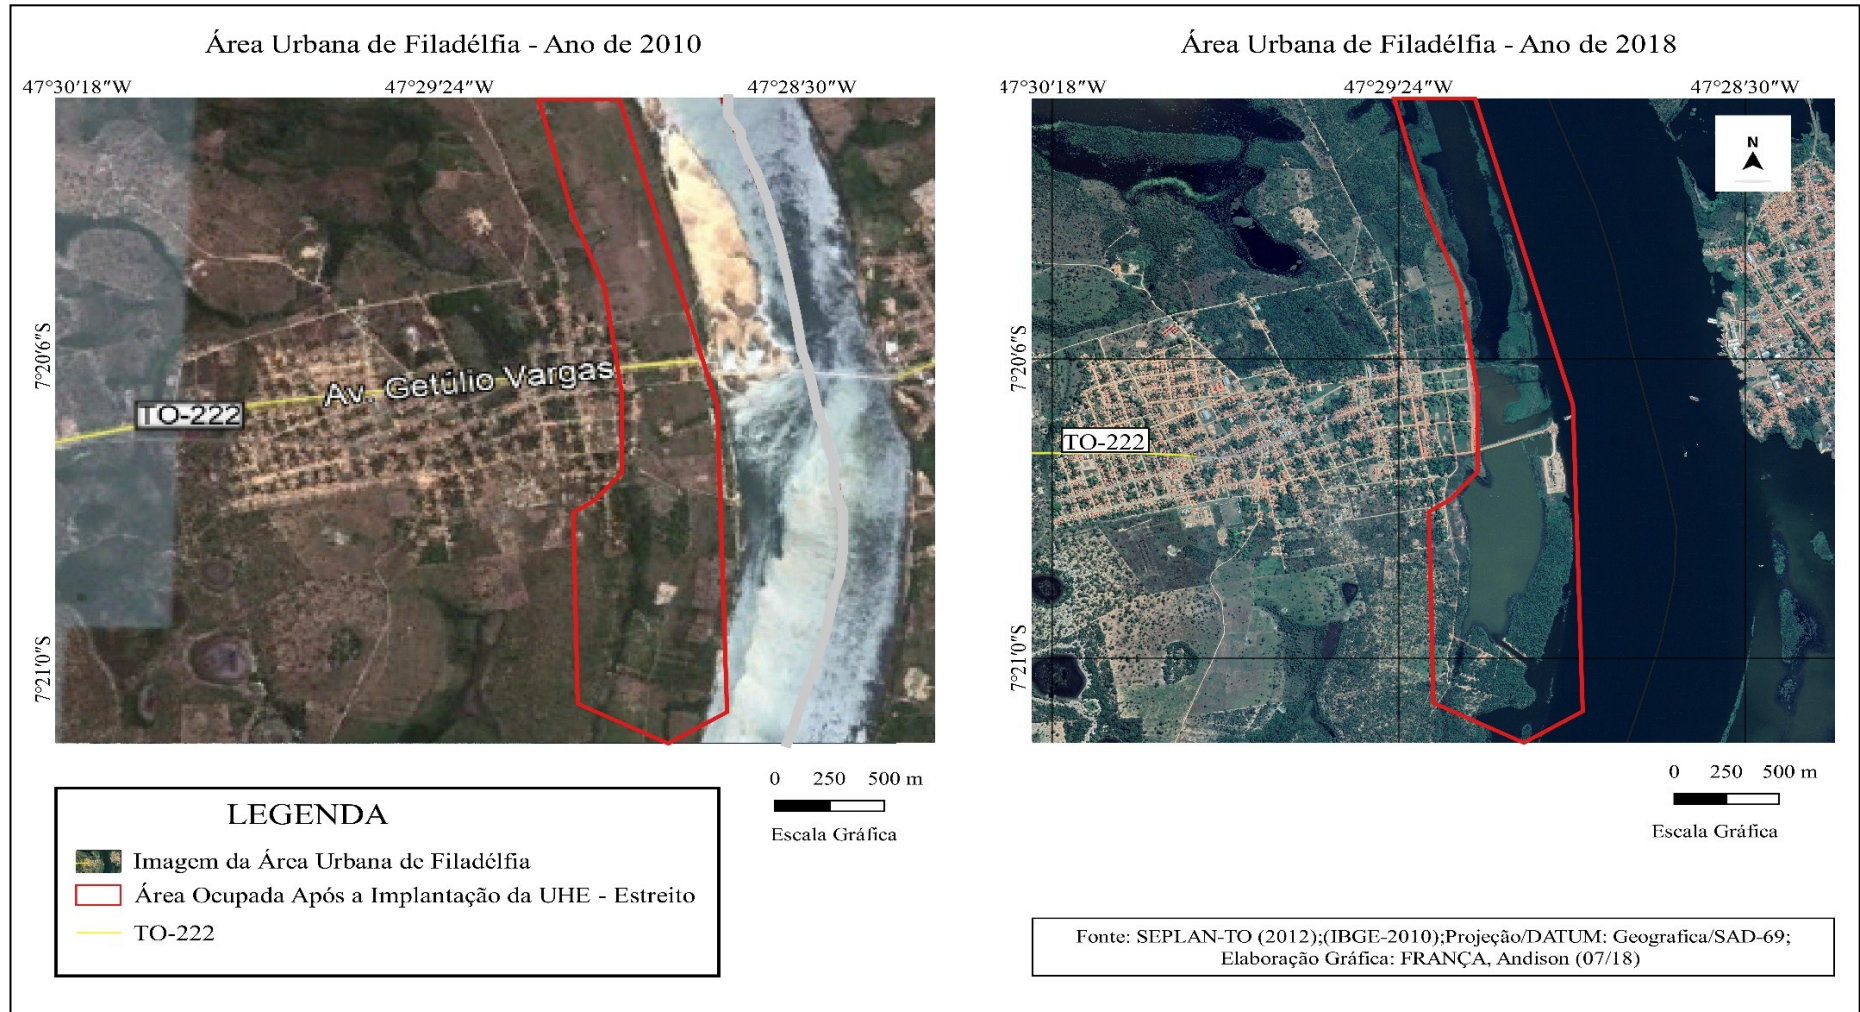 Área Urbana de Filadélfia - Ano de 2010
47°30'18"W
47°29'24"W
47°28'30"W
7°20'6"S
7°21'0"S
Av. Getúlio Vargas
TO-222
0 250 500 m
Escala Gráfica
LEGENDA
Imagem da Área Urbana de Filadélfia
Área Ocupada Após a Implantação da UHE - Estreito
TO-222
Área Urbana de Filadélfia - Ano de 2018
47°30'18"W
47°29'24"W
47°28'30"W
N
7°20'6"S
7°21'0"S
TO-222
0 250 500 m
Escala Gráfica
Fonte: SEPLAN-TO (2012);(IBGE-2010);Projeção/DATUM: Geografica/SAD-69;
Elaboração Gráfica: FRANÇA, Andison (07/18)